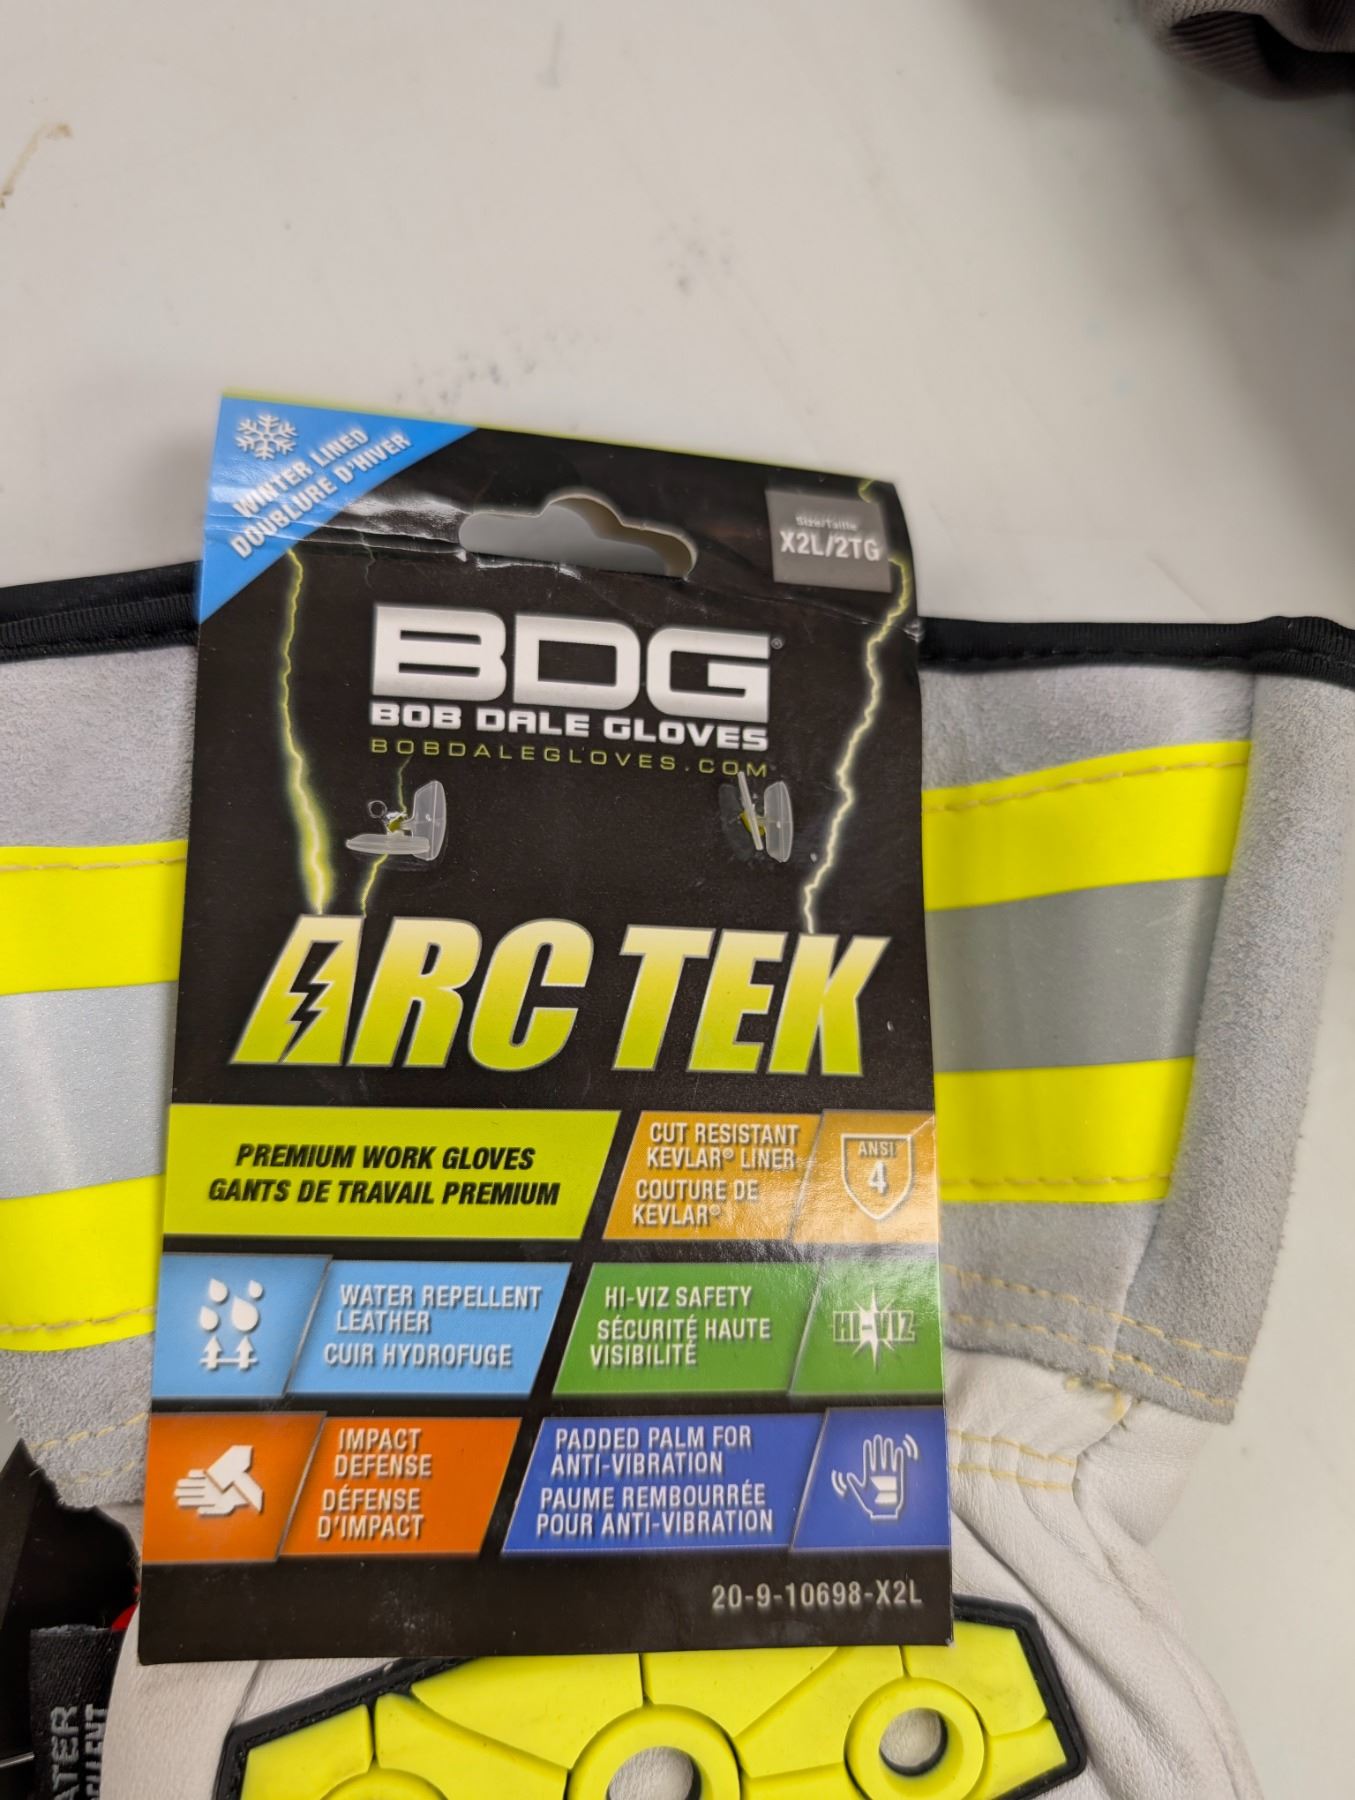 WINTER LINED
DOUBLURE D'HIVER
Size/Taille
X2L/2TG
BDG®
BOB DALE GLOVES
BOBDALEGLOVES.COM
ARC TEK
PREMIUM WORK GLOVES
GANTS DE TRAVAIL PREMIUM
CUT RESISTANT
KEVLAR® LINER
COUTURE DE
KEVLAR®
ANSI
4
WATER REPELLENT
LEATHER
CUIR HYDROFUGE
HI-VIZ SAFETY
SÉCURITÉ HAUTE
VISIBILITÉ
HI-VIZ
IMPACT
DEFENSE
DÉFENSE
D'IMPACT
PADDED PALM FOR
ANTI-VIBRATION
PAUME REMBOURRÉE
POUR ANTI-VIBRATION
20-9-10698-X2L